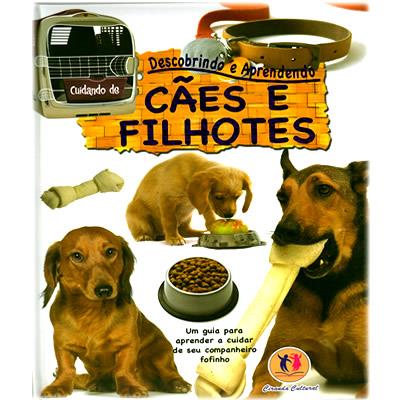 Descobrindo e Aprendendo
Cuidando de
CÃES E
FILHOTES
Um guia para
aprender a cuidar
de seu companheiro
fofinho
Ciranda Cultural